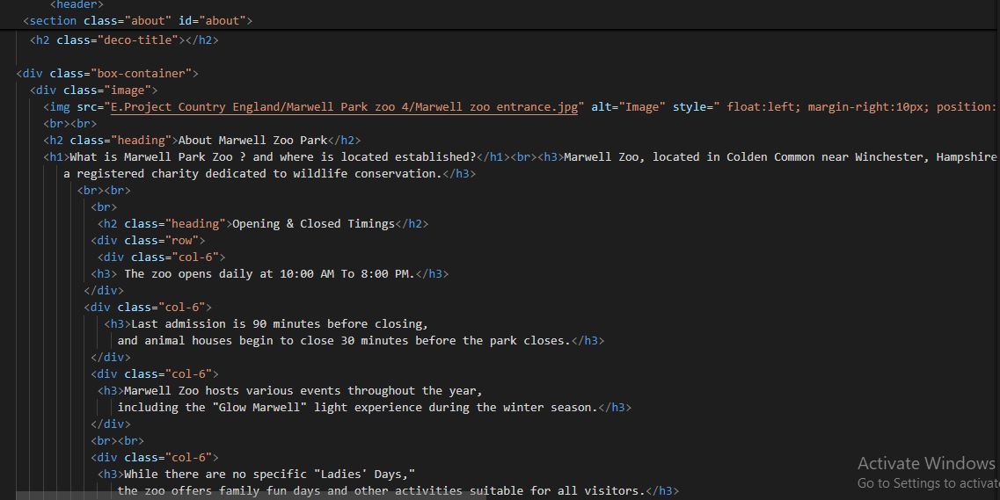 <header>
<section class="about" id="about">
<h2 class="deco-title"></h2>
<div class="box-container">
<div class="image">
<img src="E.Project Country England/Marwell Park zoo 4/Marwell zoo entrance.jpg" alt="Image" style=" float:left; margin-right:10px; position:
<br><br>
<h2 class="heading">About Marwell Zoo Park</h2>
<h1>What is Marwell Park Zoo ? and where is located established?</h1><br><h3>Marwell Zoo, located in Colden Common near Winchester, Hampshire
a registered charity dedicated to wildlife conservation.</h3>
<br><br>
<br>
<h2 class="heading">Opening & Closed Timings</h2>
<div class="row">
<div class="col-6">
<h3> The zoo opens daily at 10:00 AM To 8:00 PM.</h3>
</div>
<div class="col-6">
<h3>Last admission is 90 minutes before closing,
and animal houses begin to close 30 minutes before the park closes.</h3>
</div>
<div class="col-6">
<h3>Marwell Zoo hosts various events throughout the year,
including the "Glow Marwell" light experience during the winter season.</h3>
</div>
<br><br>
<div class="col-6">
<h3>While there are no specific "Ladies' Days,"
the zoo offers family fun days and other activities suitable for all visitors.</h3>
Activate Windows
Go to Settings to activat